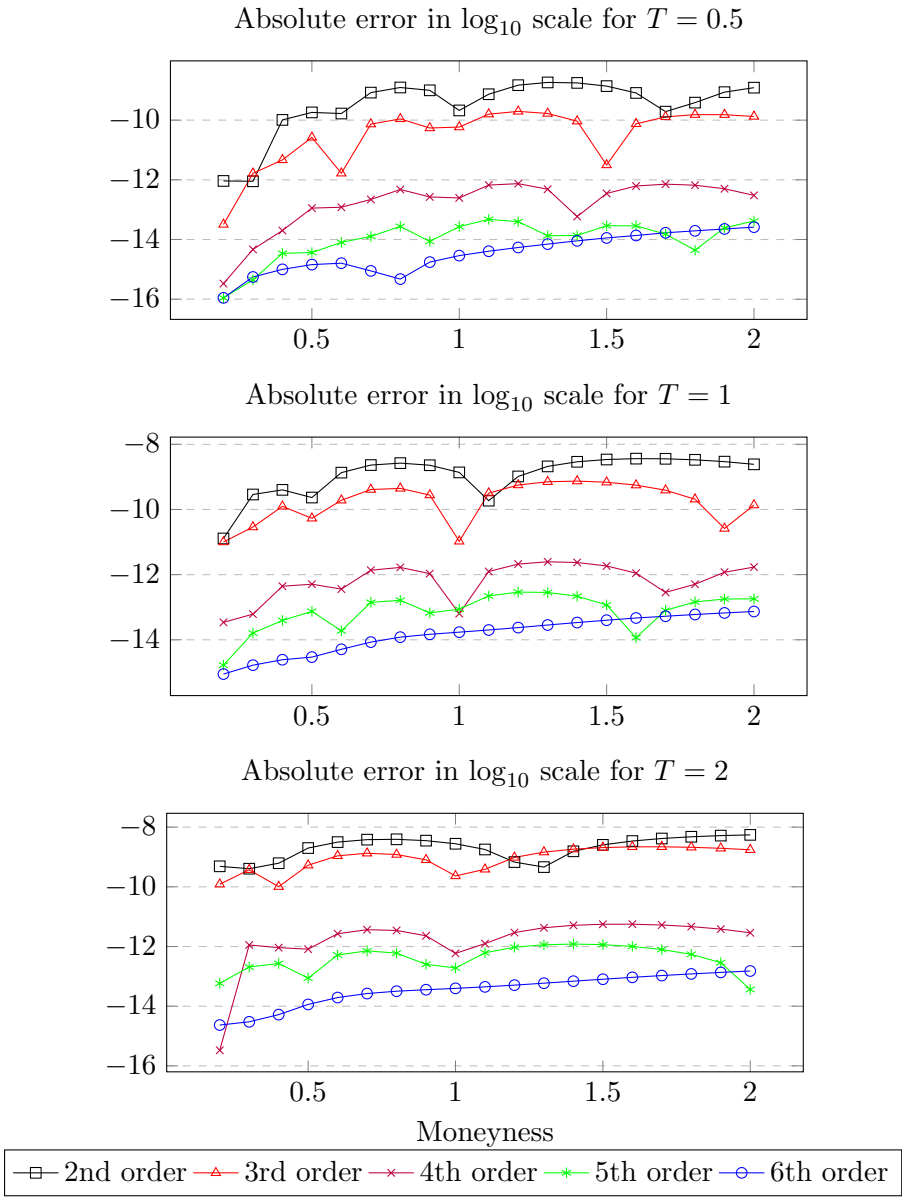 Absolute error in log₁₀ scale for T = 0.5
−10
−12
−14
−16
0.5 1 1.5 2
Absolute error in log₁₀ scale for T = 1
−8
−10
−12
−14
0.5 1 1.5 2
Absolute error in log₁₀ scale for T = 2
−8
−10
−12
−14
−16
0.5 1 1.5 2
Moneyness
2nd order 3rd order 4th order 5th order 6th order